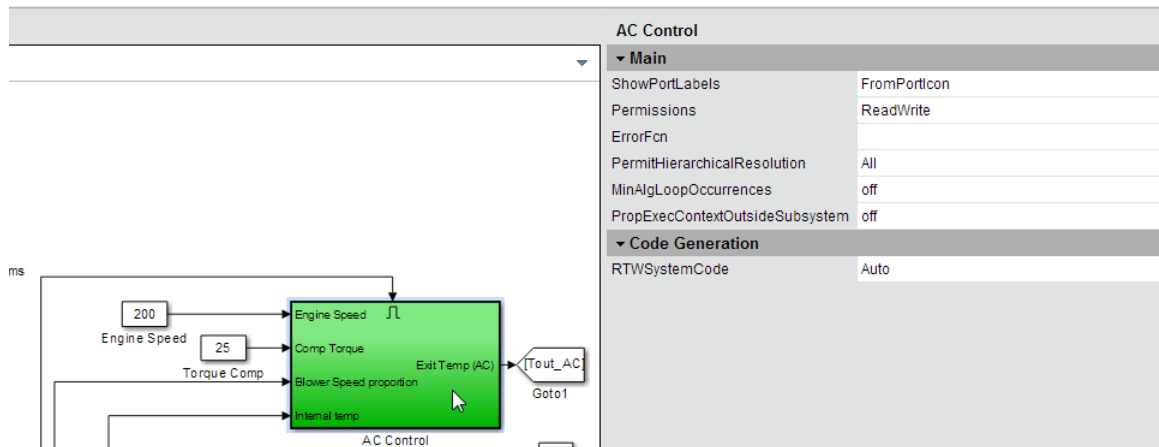 AC Control
Main
ShowPortLabels FromPortIcon
Permissions ReadWrite
ErrorFcn
PermitHierarchicalResolution All
MinAlgLoopOccurrences off
PropExecContextOutsideSubsystem off
Code Generation
RTWSystemCode Auto
ms
200
Engine Speed
25
Torque Comp
Engine Speed
Comp Torque
Exit Temp (AC)
Blower Speed proportion
Internal temp
[Tout_AC]
Goto1
AC Control